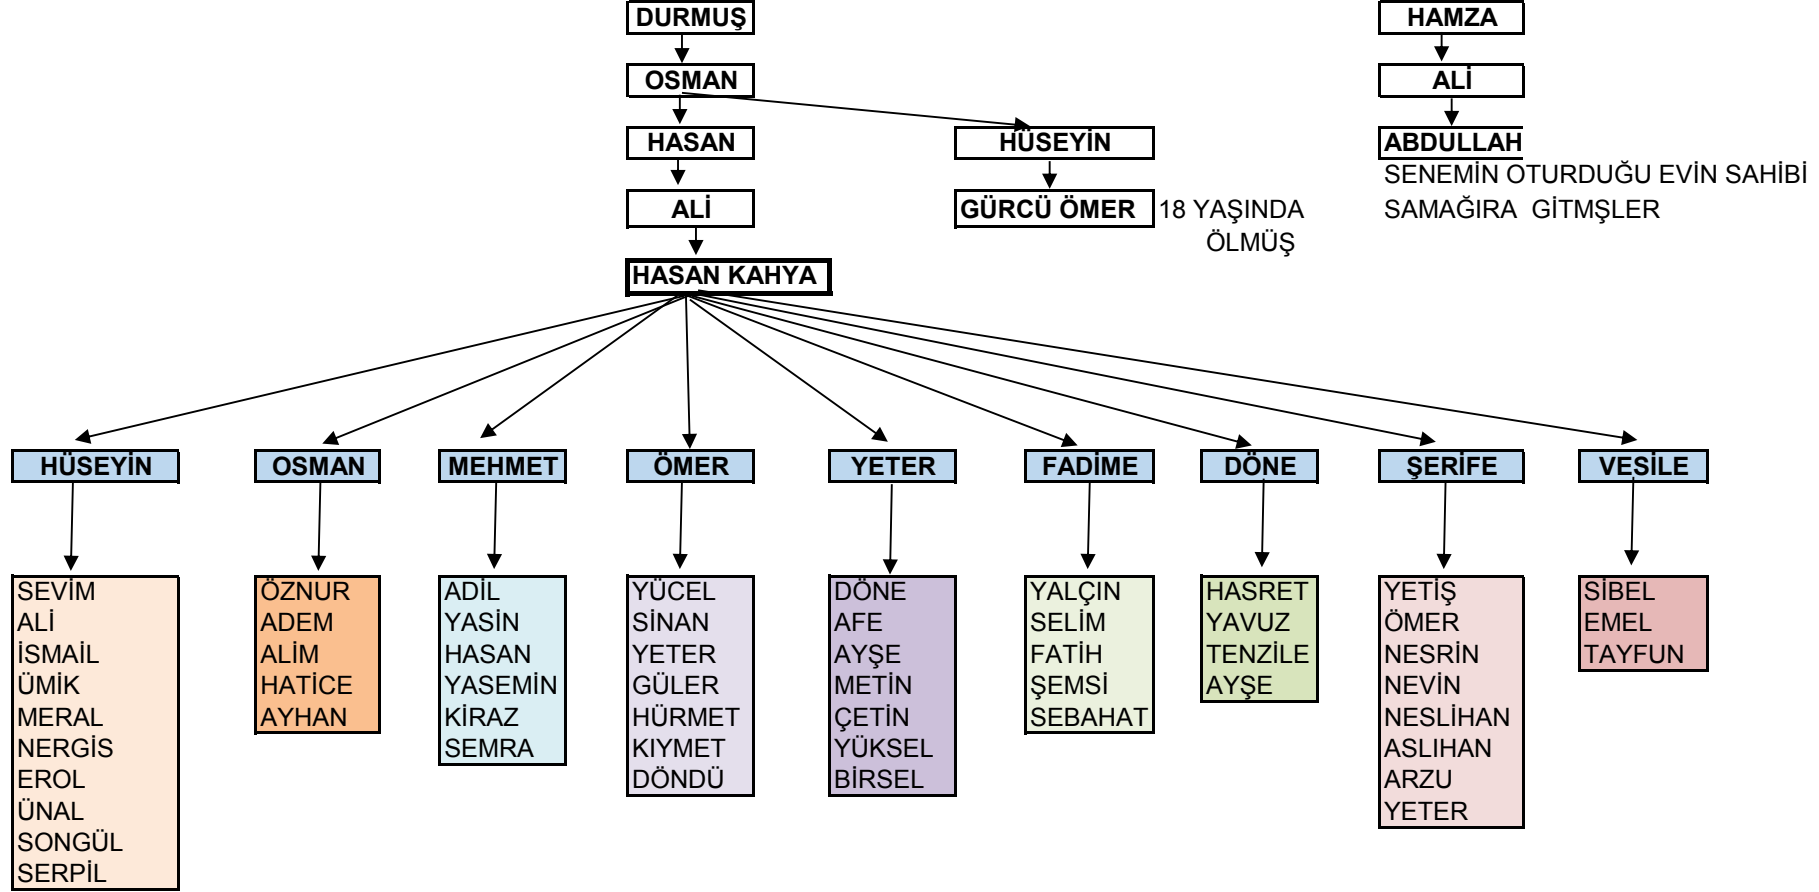 DURMUŞ
HAMZA
OSMAN
ALİ
HASAN
HÜSEYİN
ABDULLAH
SENEMİN OTURDUĞU EVİN SAHİBİ
ALİ
GÜRCÜ ÖMER
18 YAŞINDA
SAMAĞIRA GİTMŞLER
ÖLMÜŞ
HASAN KAHYA
HÜSEYİN
OSMAN
MEHMET
ÖMER
YETER
FADİME
DÖNE
ŞERİFE
VESİLE
SEVİM
ALİ
İSMAİL
ÜMİK
MERAL
NERGİS
EROL
ÜNAL
SONGÜL
SERPİL
ÖZNUR
ADEM
ALİM
HATİCE
AYHAN
ADİL
YASİN
HASAN
YASEMİN
KİRAZ
SEMRA
YÜCEL
SİNAN
YETER
GÜLER
HÜRMET
KIYMET
DÖNDÜ
DÖNE
AFE
AYŞE
METİN
ÇETİN
YÜKSEL
BİRSEL
YALÇIN
SELİM
FATİH
ŞEMSİ
SEBAHAT
HASRET
YAVUZ
TENZİLE
AYŞE
YETİŞ
ÖMER
NESRİN
NEVİN
NESLİHAN
ASLIHAN
ARZU
YETER
SİBEL
EMEL
TAYFUN